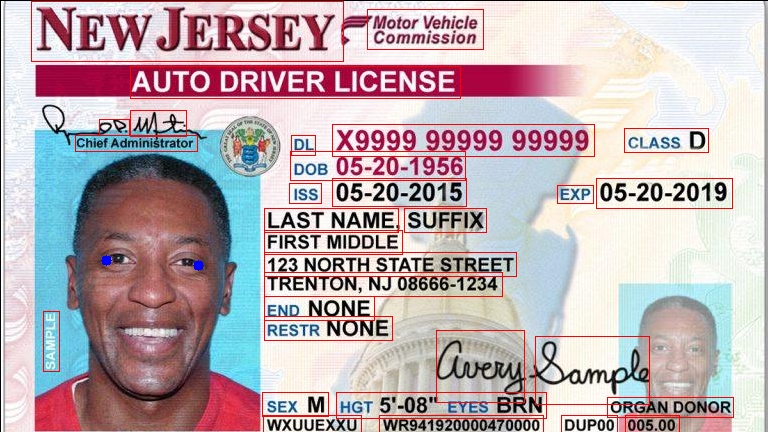 NEW JERSEY Motor Vehicle
Commission
AUTO DRIVER LICENSE
Chief Administrator
DL X9999 99999 99999 CLASS D
DOB 05-20-1956
ISS 05-20-2015 EXP 05-20-2019
LAST NAME, SUFFIX
FIRST MIDDLE
123 NORTH STATE STREET
TRENTON, NJ 08666-1234
END NONE
RESTR NONE
SAMPLE
Avery Sample
SEX M HGT 5'-08" EYES BRN ORGAN DONOR
WXUUEXXU WR941920000470000 DUP00 005.00